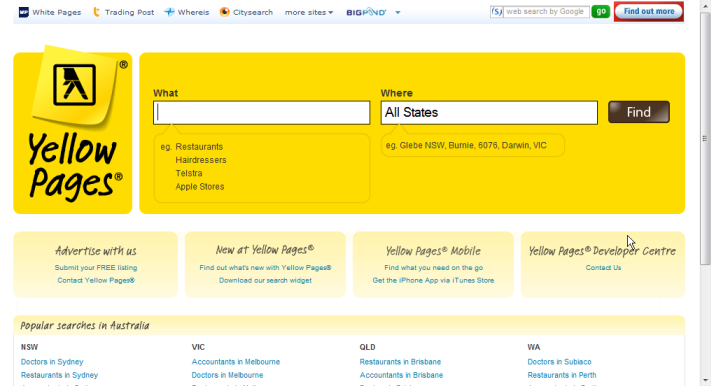 White Pages Trading Post Whereis Citysearch more sites BIGPOND web search by Google go Find out more
Yellow Pages®
What Where
All States Find
eg. Restaurants
Hairdressers
Telstra
Apple Stores
eg. Glebe NSW, Burnie, 6076, Darwin, VIC
Advertise with us
Submit your FREE listing
Contact Yellow Pages®
New at Yellow Pages®
Find out what's new with Yellow Pages®
Download our search widget
Yellow Pages® Mobile
Find what you need on the go
Get the iPhone App via iTunes Store
Yellow Pages® Developer Centre
Contact Us
Popular searches in Australia
NSW VIC QLD WA
Doctors in Sydney Accountants in Melbourne Restaurants in Brisbane Doctors in Subiaco
Restaurants in Sydney Doctors in Melbourne Accountants in Brisbane Restaurants in Perth